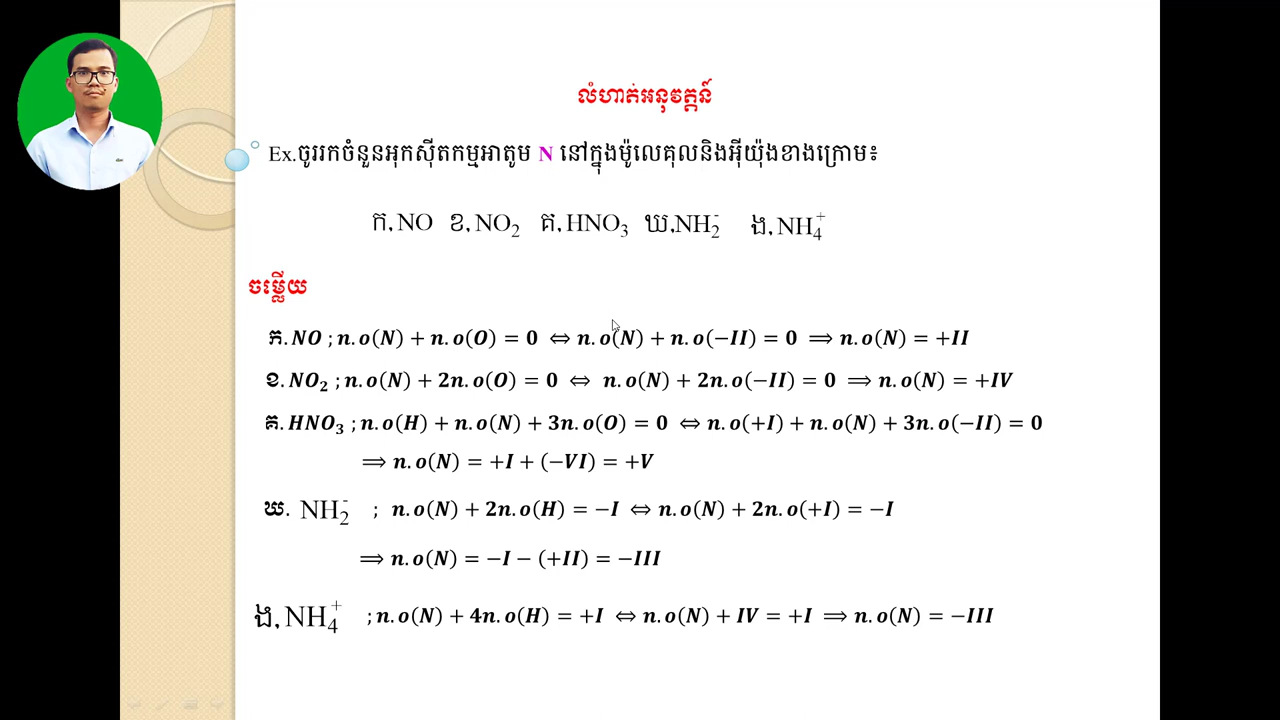 លំហាត់អនុវត្តន៍
Ex.ចូររកចំនួនអុកស៊ីតកម្មអាតូម N នៅក្នុងម៉ូលេគុលនិងអ៊ីយ៉ុងខាងក្រោម៖
ក,NO ខ,NO₂ គ,HNO₃ ឃ,NH₂⁻ ង,NH₄⁺
ចម្លើយ
ក. NO ; n.o(N) + n.o(O) = 0 ⇔ n.o(N) + n.o(−II) = 0 ⟹ n.o(N) = +II
ខ. NO₂ ; n.o(N) + 2n.o(O) = 0 ⇔ n.o(N) + 2n.o(−II) = 0 ⟹ n.o(N) = +IV
គ. HNO₃ ; n.o(H) + n.o(N) + 3n.o(O) = 0 ⇔ n.o(+I) + n.o(N) + 3n.o(−II) = 0
⟹ n.o(N) = +I + (−VI) = +V
ឃ. NH₂⁻ ; n.o(N) + 2n.o(H) = −I ⇔ n.o(N) + 2n.o(+I) = −I
⟹ n.o(N) = −I − (+II) = −III
ង,NH₄⁺ ; n.o(N) + 4n.o(H) = +I ⇔ n.o(N) + IV = +I ⟹ n.o(N) = −III